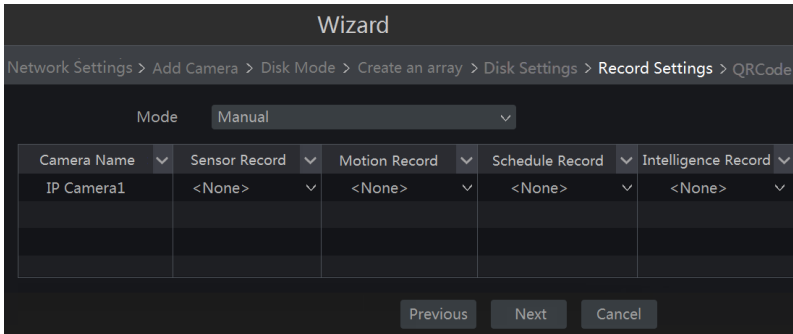 Wizard
Network Settings > Add Camera > Disk Mode > Create an array > Disk Settings > Record Settings > QRCode
Mode Manual
Camera Name Sensor Record Motion Record Schedule Record Intelligence Record
IP Camera1 <None> <None> <None> <None>
Previous Next Cancel